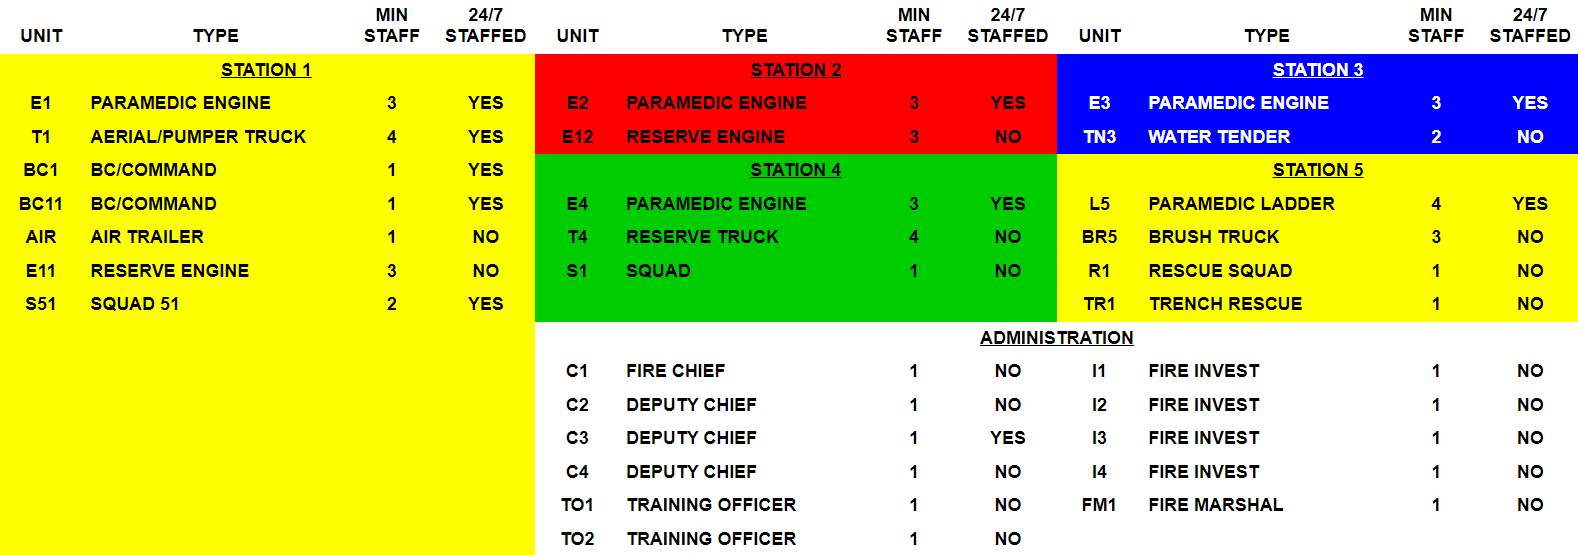 MIN 24/7 MIN 24/7 MIN 24/7
UNIT TYPE STAFF STAFFED UNIT TYPE STAFF STAFFED UNIT TYPE STAFF STAFFED
STATION 1 STATION 2 STATION 3
E1 PARAMEDIC ENGINE 3 YES E2 PARAMEDIC ENGINE 3 YES E3 PARAMEDIC ENGINE 3 YES
T1 AERIAL/PUMPER TRUCK 4 YES E12 RESERVE ENGINE 3 NO TN3 WATER TENDER 2 NO
BC1 BC/COMMAND 1 YES STATION 4 STATION 5
BC11 BC/COMMAND 1 YES E4 PARAMEDIC ENGINE 3 YES L5 PARAMEDIC LADDER 4 YES
AIR AIR TRAILER 1 NO T4 RESERVE TRUCK 4 NO BR5 BRUSH TRUCK 3 NO
E11 RESERVE ENGINE 3 NO S1 SQUAD 1 NO R1 RESCUE SQUAD 1 NO
S51 SQUAD 51 2 YES TR1 TRENCH RESCUE 1 NO
ADMINISTRATION
C1 FIRE CHIEF 1 NO I1 FIRE INVEST 1 NO
C2 DEPUTY CHIEF 1 NO I2 FIRE INVEST 1 NO
C3 DEPUTY CHIEF 1 YES I3 FIRE INVEST 1 NO
C4 DEPUTY CHIEF 1 NO I4 FIRE INVEST 1 NO
TO1 TRAINING OFFICER 1 NO FM1 FIRE MARSHAL 1 NO
TO2 TRAINING OFFICER 1 NO